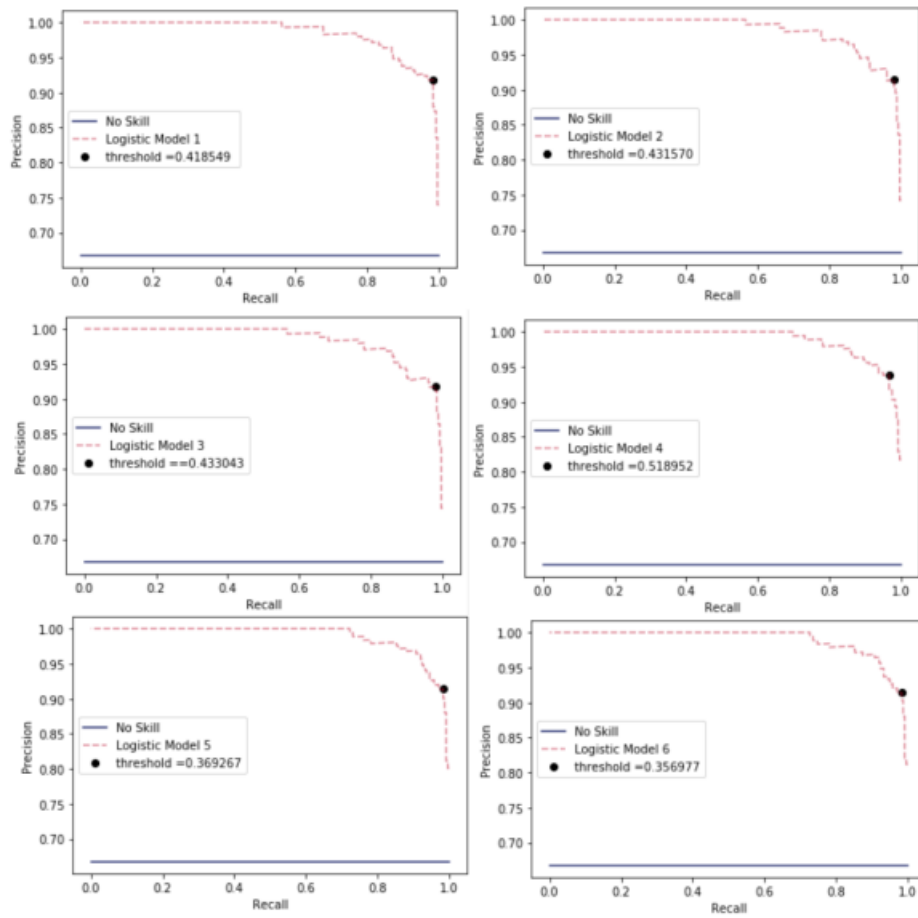 1.00
0.95
0.90
0.85
0.80
0.75
0.70
Precision
No Skill
Logistic Model 1
threshold =0.418549
0.0 0.2 0.4 0.6 0.8 1.0
Recall
1.00
0.95
0.90
0.85
0.80
0.75
0.70
Precision
No Skill
Logistic Model 2
threshold =0.431570
0.0 0.2 0.4 0.6 0.8 1.0
Recall
1.00
0.95
0.90
0.85
0.80
0.75
0.70
Precision
No Skill
Logistic Model 3
threshold ==0.433043
0.0 0.2 0.4 0.6 0.8 1.0
Recall
1.00
0.95
0.90
0.85
0.80
0.75
0.70
Precision
No Skill
Logistic Model 4
threshold =0.518952
0.0 0.2 0.4 0.6 0.8 1.0
Recall
1.00
0.95
0.90
0.85
0.80
0.75
0.70
Precision
No Skill
Logistic Model 5
threshold =0.369267
0.0 0.2 0.4 0.6 0.8 1.0
Recall
1.00
0.95
0.90
0.85
0.80
0.75
0.70
Precision
No Skill
Logistic Model 6
threshold =0.356977
0.0 0.2 0.4 0.6 0.8 1.0
Recall